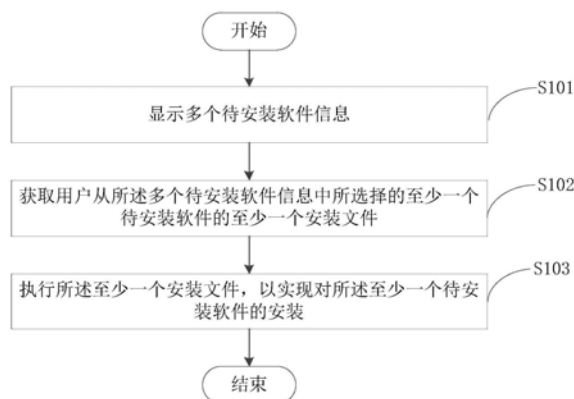 开始
显示多个待安装软件信息
S101
获取用户从所述多个待安装软件信息中所选择的至少一个
待安装软件的至少一个安装文件
S102
执行所述至少一个安装文件，以实现对所述至少一个待安
装软件的安装
S103
结束